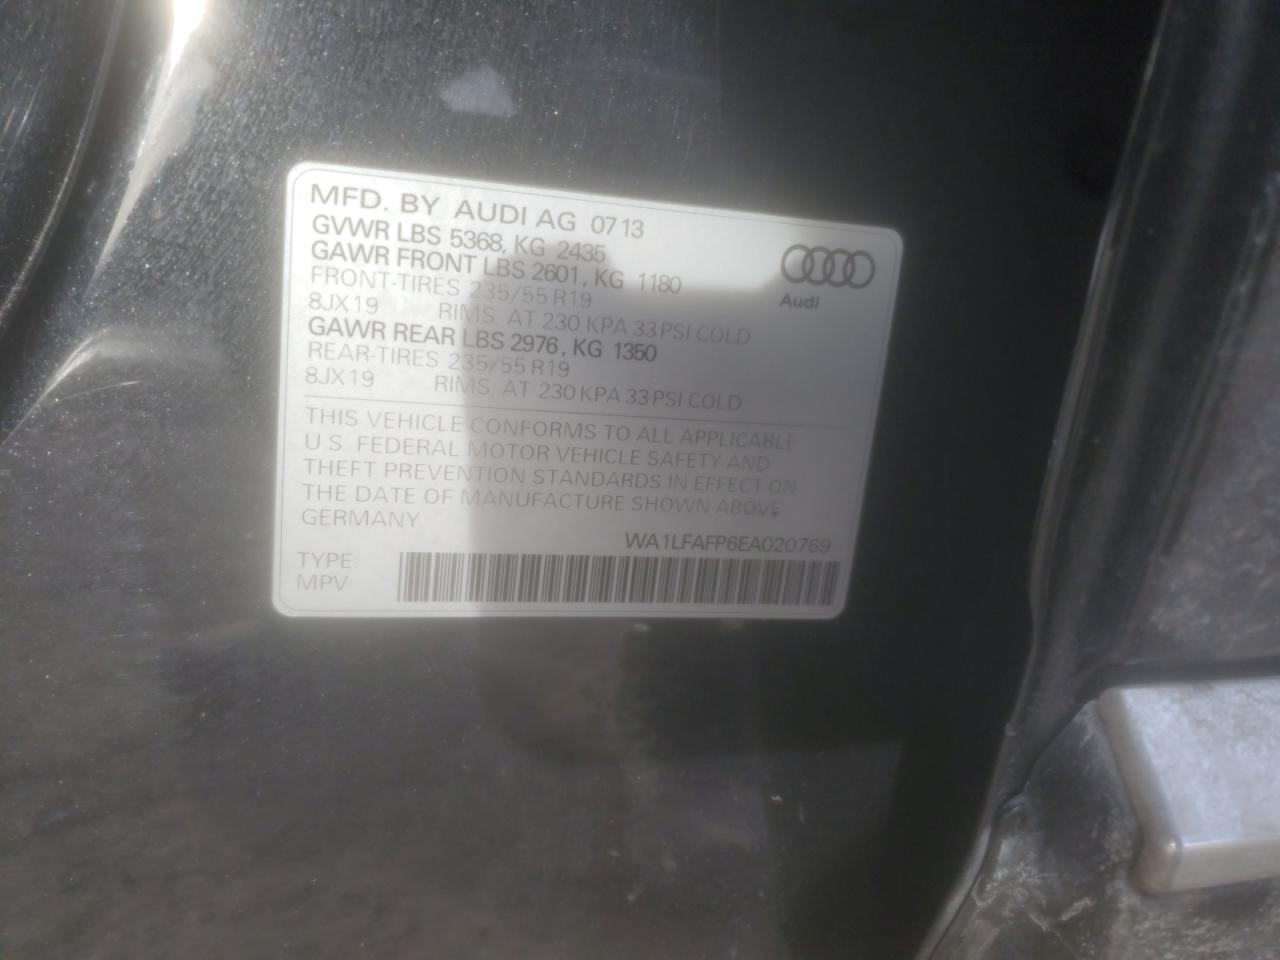 MFD. BY AUDI AG 0713
GVWR LBS 5368, KG 2435
GAWR FRONT LBS 2601, KG 1180
FRONT-TIRES 235/55 R19
8JX19 RIMS. AT 230 KPA 33 PSI COLD
GAWR REAR LBS 2976, KG 1350
REAR-TIRES 235/55 R19
8JX19 RIMS. AT 230 KPA 33 PSI COLD
Audi
THIS VEHICLE CONFORMS TO ALL APPLICABLE
U.S. FEDERAL MOTOR VEHICLE SAFETY AND
THEFT PREVENTION STANDARDS IN EFFECT ON
THE DATE OF MANUFACTURE SHOWN ABOVE.
GERMANY
WA1LFAFP6EA020769
TYPE:
MPV